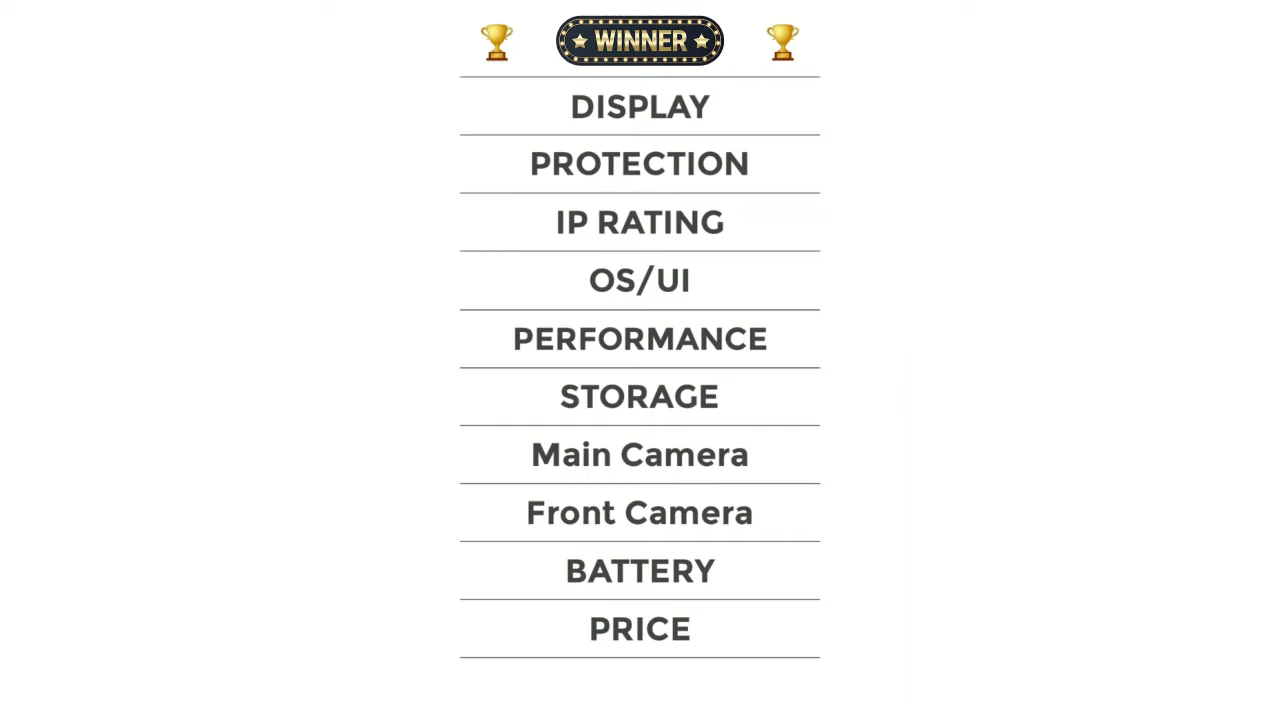 WINNER
DISPLAY
PROTECTION
IP RATING
OS/UI
PERFORMANCE
STORAGE
Main Camera
Front Camera
BATTERY
PRICE